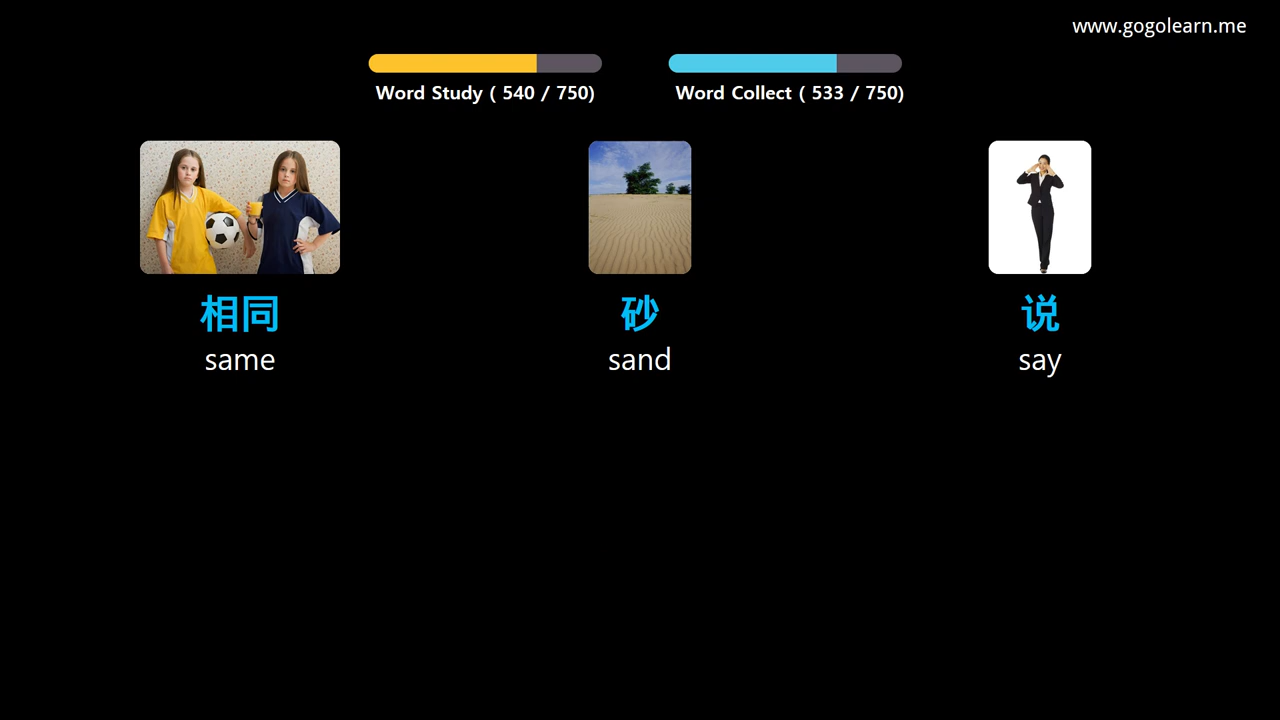 www.gogolearn.me
Word Study ( 540 / 750)
Word Collect ( 533 / 750)
相同
砂
说
same
sand
say